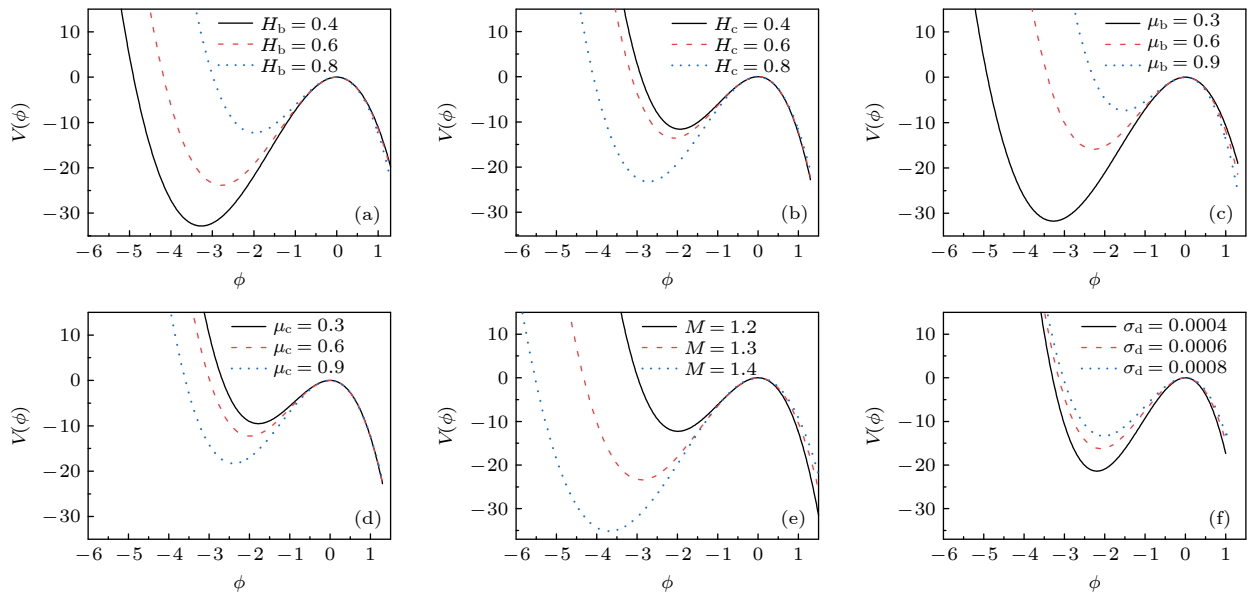 10
0
−10
−20
−30
V(ϕ)
H_b = 0.4
H_b = 0.6
H_b = 0.8
(a)
−6 −5 −4 −3 −2 −1 0 1
ϕ
10
0
−10
−20
−30
V(ϕ)
H_c = 0.4
H_c = 0.6
H_c = 0.8
(b)
−6 −5 −4 −3 −2 −1 0 1
ϕ
10
0
−10
−20
−30
V(ϕ)
μ_b = 0.3
μ_b = 0.6
μ_b = 0.9
(c)
−6 −5 −4 −3 −2 −1 0 1
ϕ
10
0
−10
−20
−30
V(ϕ)
μ_c = 0.3
μ_c = 0.6
μ_c = 0.9
(d)
−6 −5 −4 −3 −2 −1 0 1
ϕ
10
0
−10
−20
−30
V(ϕ)
M = 1.2
M = 1.3
M = 1.4
(e)
−6 −5 −4 −3 −2 −1 0 1
ϕ
10
0
−10
−20
−30
V(ϕ)
σ_d = 0.0004
σ_d = 0.0006
σ_d = 0.0008
(f)
−6 −5 −4 −3 −2 −1 0 1
ϕ